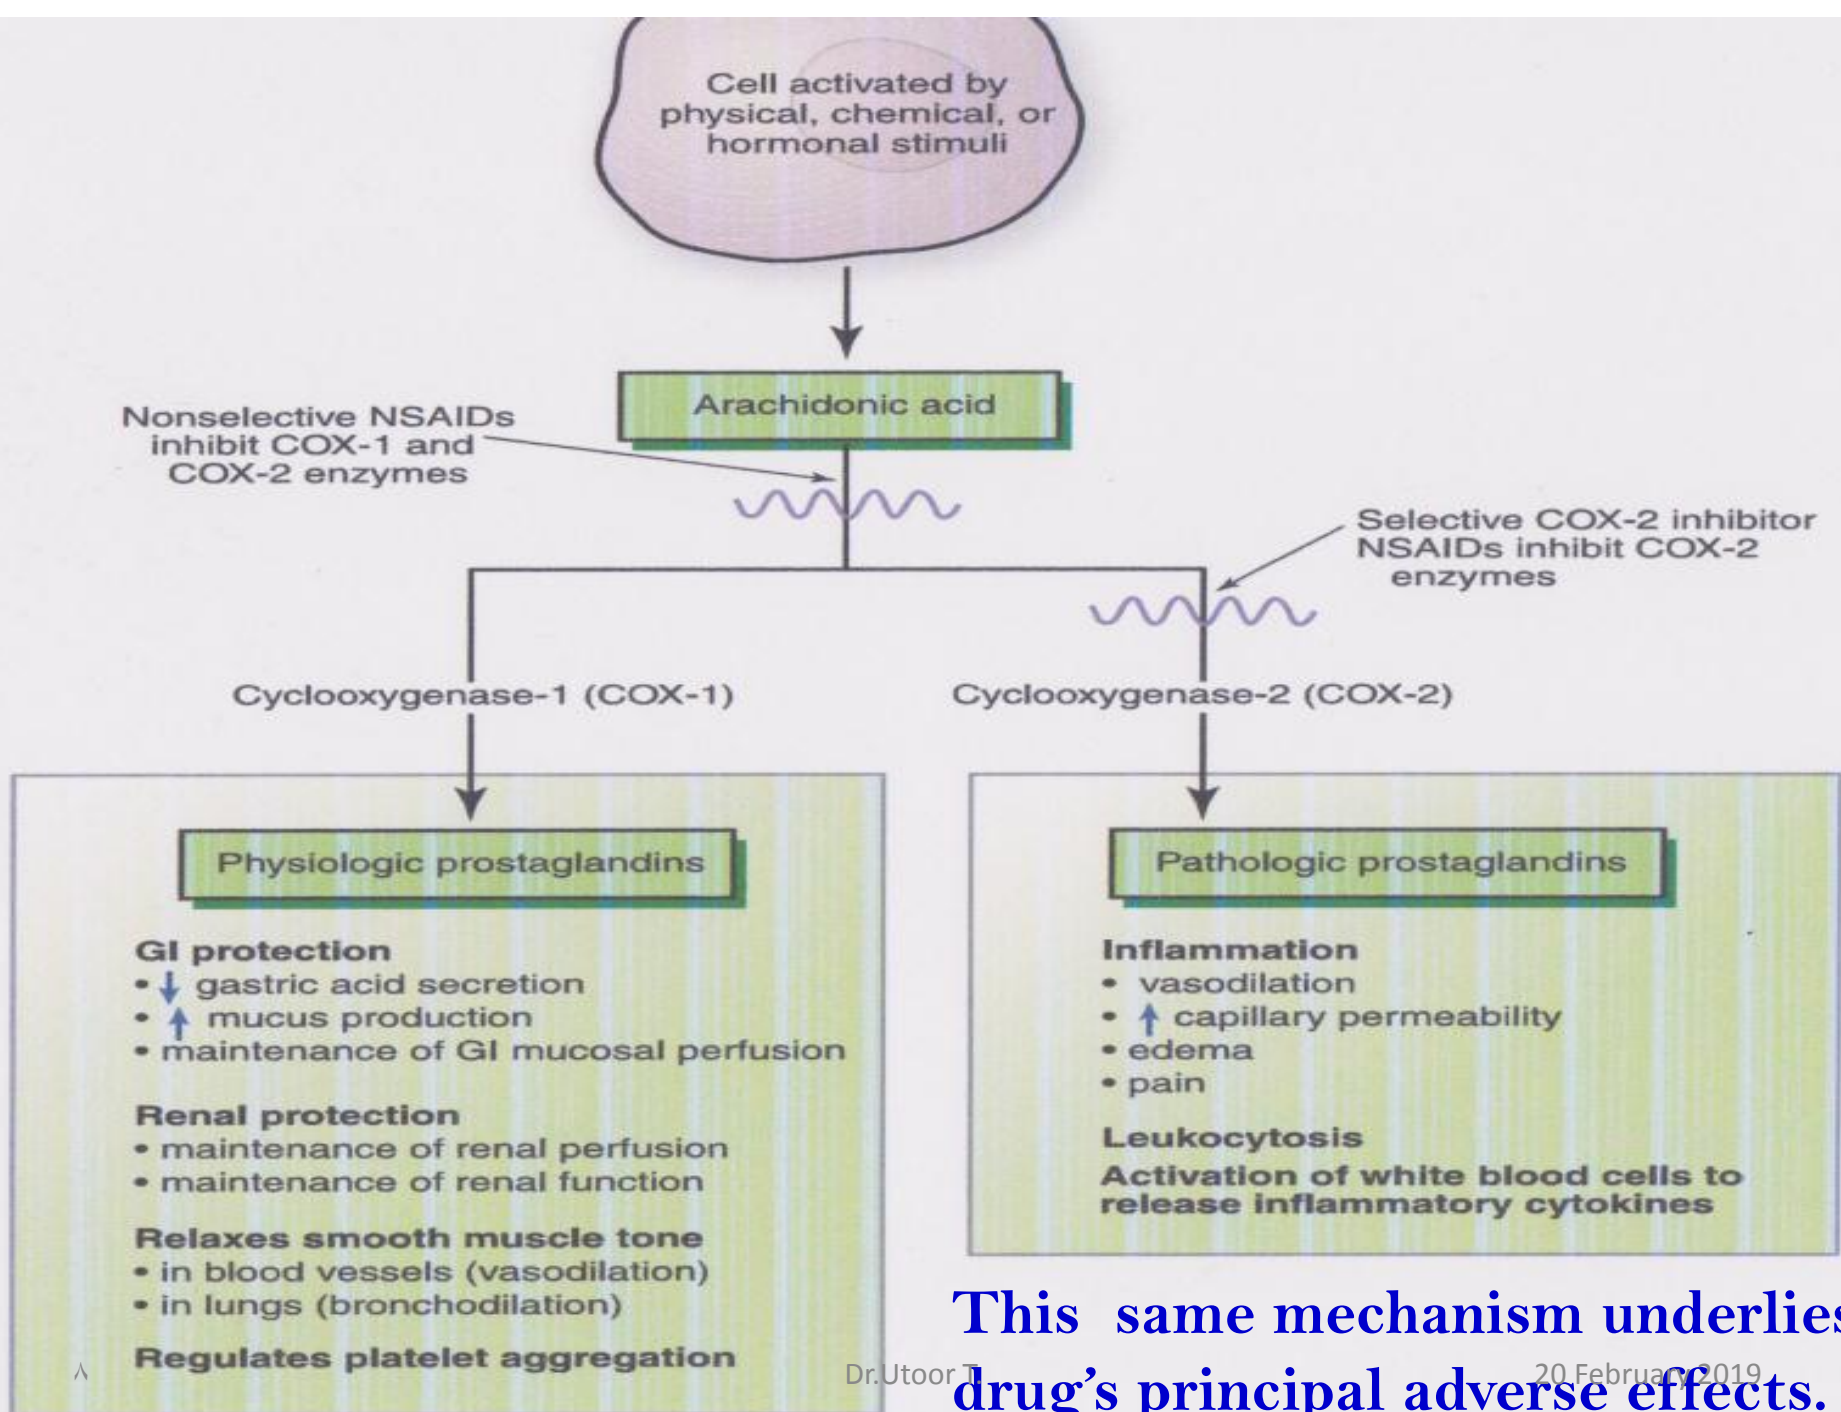 Cell activated by
physical, chemical, or
hormonal stimuli
Arachidonic acid
Nonselective NSAIDs
inhibit COX-1 and
COX-2 enzymes
Selective COX-2 inhibitor
NSAIDs inhibit COX-2
enzymes
Cyclooxygenase-1 (COX-1)
Cyclooxygenase-2 (COX-2)
Physiologic prostaglandins
GI protection
• ↓ gastric acid secretion
• ↑ mucus production
• maintenance of GI mucosal perfusion
Renal protection
• maintenance of renal perfusion
• maintenance of renal function
Relaxes smooth muscle tone
• in blood vessels (vasodilation)
• in lungs (bronchodilation)
Regulates platelet aggregation
Pathologic prostaglandins
Inflammation
• vasodilation
• ↑ capillary permeability
• edema
• pain
Leukocytosis
Activation of white blood cells to
release inflammatory cytokines
This same mechanism underlies
drug's principal adverse effects.
٨
Dr.Utoor T.
20 February 2019